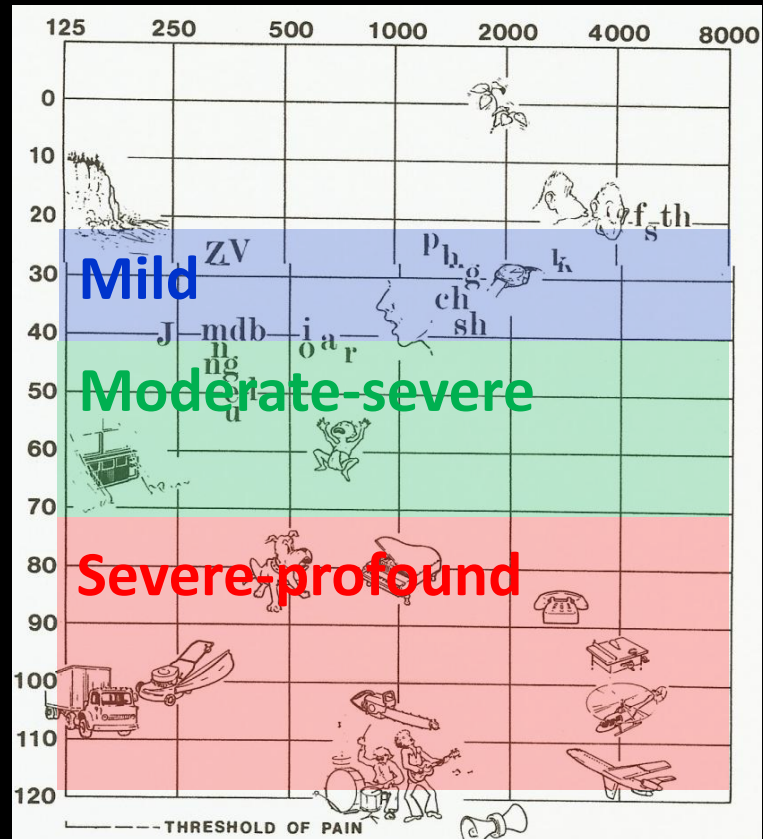 125 250 500 1000 2000 4000 8000
0
10
20
f s th
z v
p h g
k
30
Mild
ch
sh
40
J
m d b
i
o a r
n
ng
50
Moderate-severe
u
60
70
80
Severe-profound
90
100
110
120
THRESHOLD OF PAIN